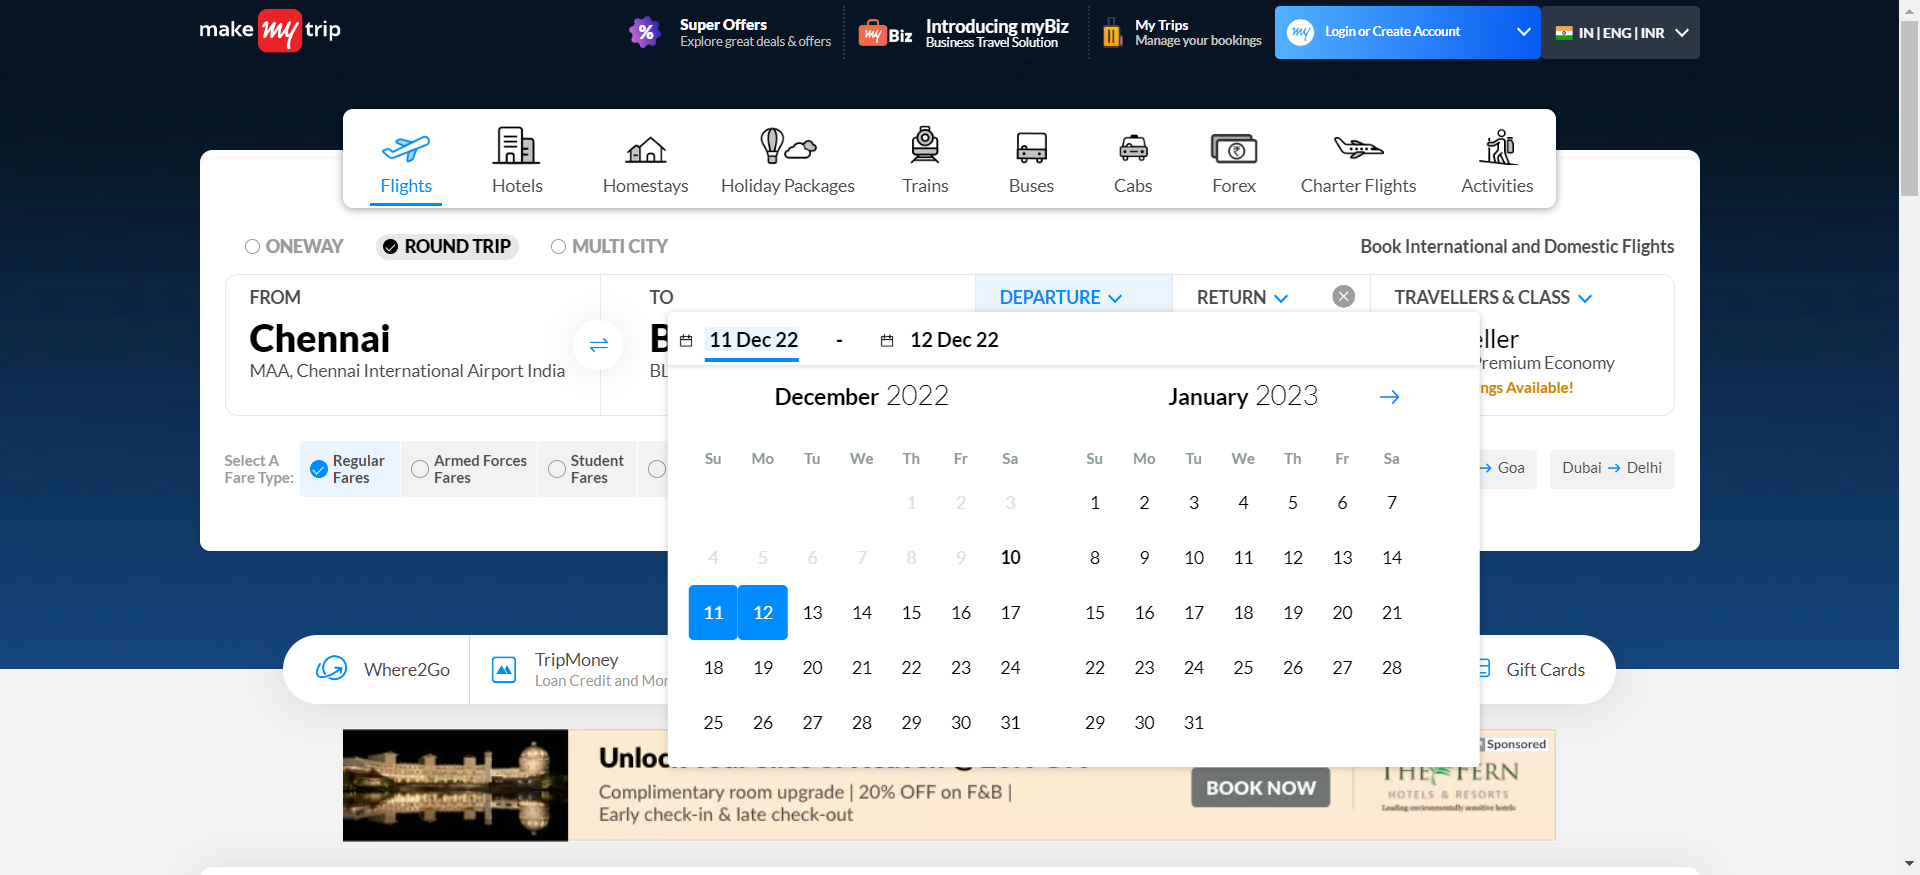 make my trip
% Super Offers
Explore great deals & offers
my Biz
Introducing myBiz
Business Travel Solution
My Trips
Manage your bookings
my Login or Create Account
IN | ENG | INR
Flights
Hotels
Homestays
Holiday Packages
Trains
Buses
Cabs
Forex
Charter Flights
Activities
ONEWAY
ROUND TRIP
MULTI CITY
Book International and Domestic Flights
FROM
Chennai
MAA, Chennai International Airport India
TO
B
BL
DEPARTURE
RETURN
TRAVELLERS & CLASS
eller
Premium Economy
ngs Available!
11 Dec 22 - 12 Dec 22
December 2022
Su Mo Tu We Th Fr Sa
1 2 3
4 5 6 7 8 9 10
11 12 13 14 15 16 17
18 19 20 21 22 23 24
25 26 27 28 29 30 31
January 2023
Su Mo Tu We Th Fr Sa
1 2 3 4 5 6 7
8 9 10 11 12 13 14
15 16 17 18 19 20 21
22 23 24 25 26 27 28
29 30 31
Select A
Fare Type:
Regular
Fares
Armed Forces
Fares
Student
Fares
→ Goa
Dubai → Delhi
Where2Go
TripMoney
Loan Credit and Mor
Gift Cards
Unloc
Complimentary room upgrade | 20% OFF on F&B |
Early check-in & late check-out
BOOK NOW
Sponsored
THE FERN
HOTELS & RESORTS
Leading environmentally sensitive hotels